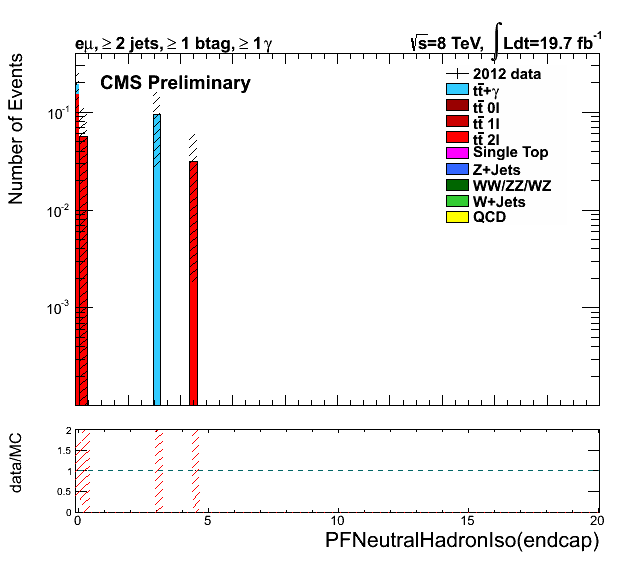 eμ, ≥ 2 jets, ≥ 1 btag, ≥ 1 γ
√s=8 TeV, ∫ Ldt=19.7 fb⁻¹
CMS Preliminary
2012 data
tt̄+γ
tt̄ 0l
tt̄ 1l
tt̄ 2l
Single Top
Z+Jets
WW/ZZ/WZ
W+Jets
QCD
Number of Events
10⁻¹
10⁻²
10⁻³
data/MC
2
1.5
1
0.5
0
0 5 10 15 20
PFNeutralHadronIso(endcap)